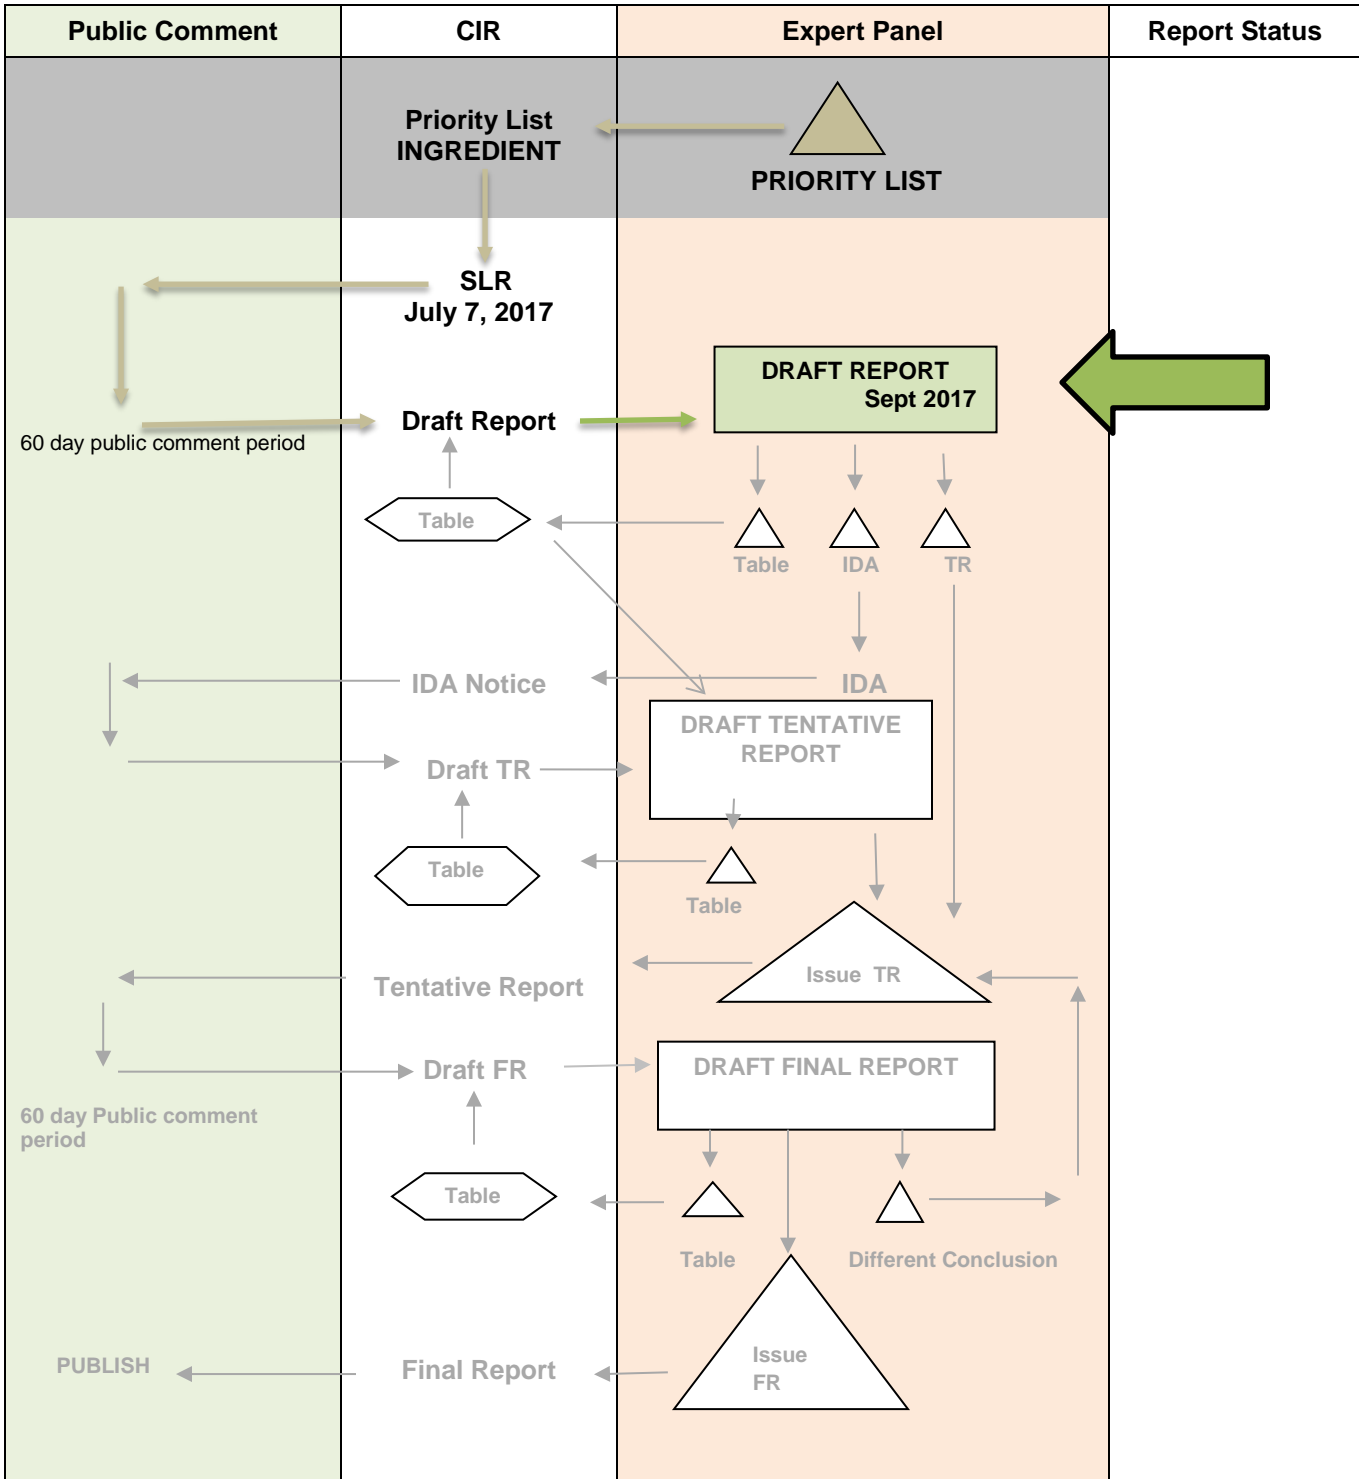 Public Comment
CIR
Expert Panel
Report Status
Priority List
INGREDIENT
PRIORITY LIST
SLR
July 7, 2017
DRAFT REPORT
Sept 2017
60 day public comment period
Draft Report
Table
Table
IDA
TR
IDA Notice
IDA
DRAFT TENTATIVE
REPORT
Draft TR
Table
Table
Issue TR
Tentative Report
Draft FR
DRAFT FINAL REPORT
60 day Public comment
period
Table
Table
Different Conclusion
PUBLISH
Final Report
Issue
FR